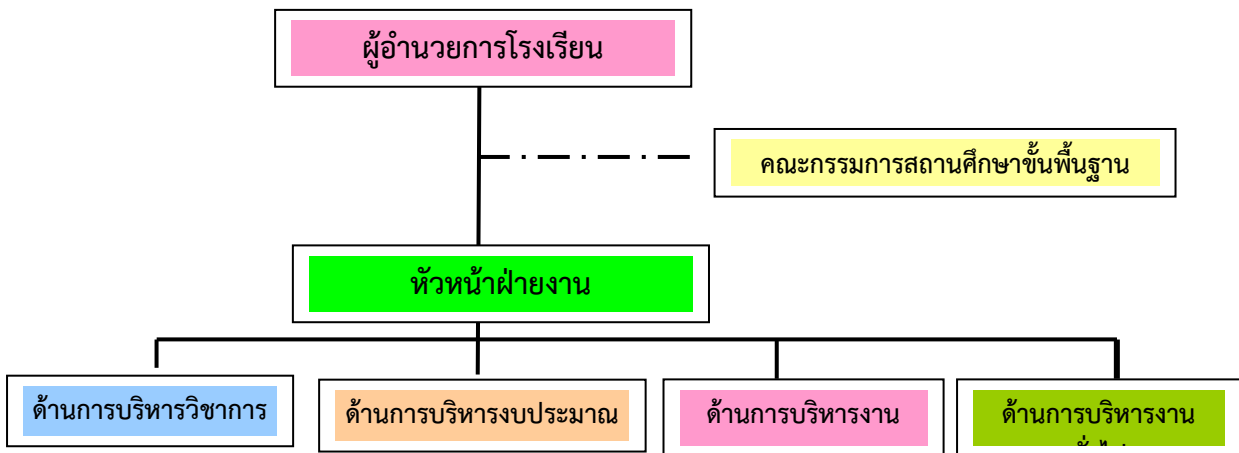 ผู้อำนวยการโรงเรียน
คณะกรรมการสถานศึกษาขั้นพื้นฐาน
หัวหน้าฝ่ายงาน
ด้านการบริหารวิชาการ
ด้านการบริหารงบประมาณ
ด้านการบริหารงาน
ด้านการบริหารงาน